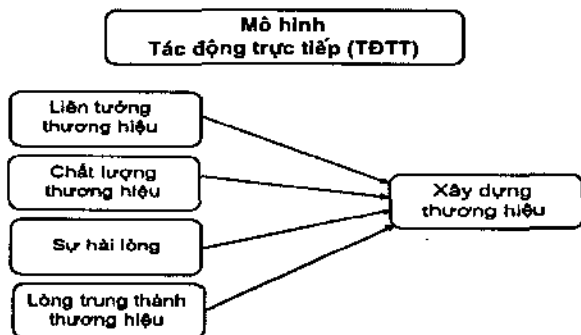 Mô hình
Tác động trực tiếp (TĐTT)
Liên tưởng
thương hiệu
Chất lượng
thương hiệu
Sự hài lòng
Lòng trung thành
thương hiệu
Xây dựng
thương hiệu